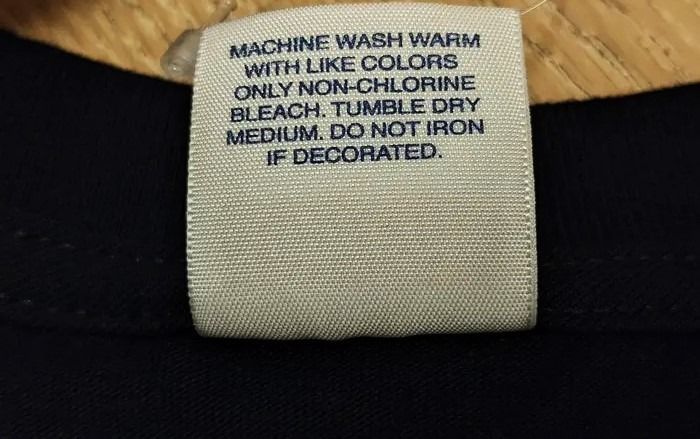 MACHINE WASH WARM
WITH LIKE COLORS
ONLY NON-CHLORINE
BLEACH. TUMBLE DRY
MEDIUM. DO NOT IRON
IF DECORATED.